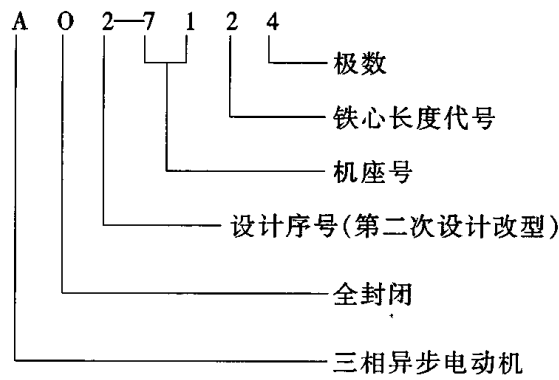 A O 2—7 1 2 4
极数
铁心长度代号
机座号
设计序号(第二次设计改型)
全封闭
三相异步电动机